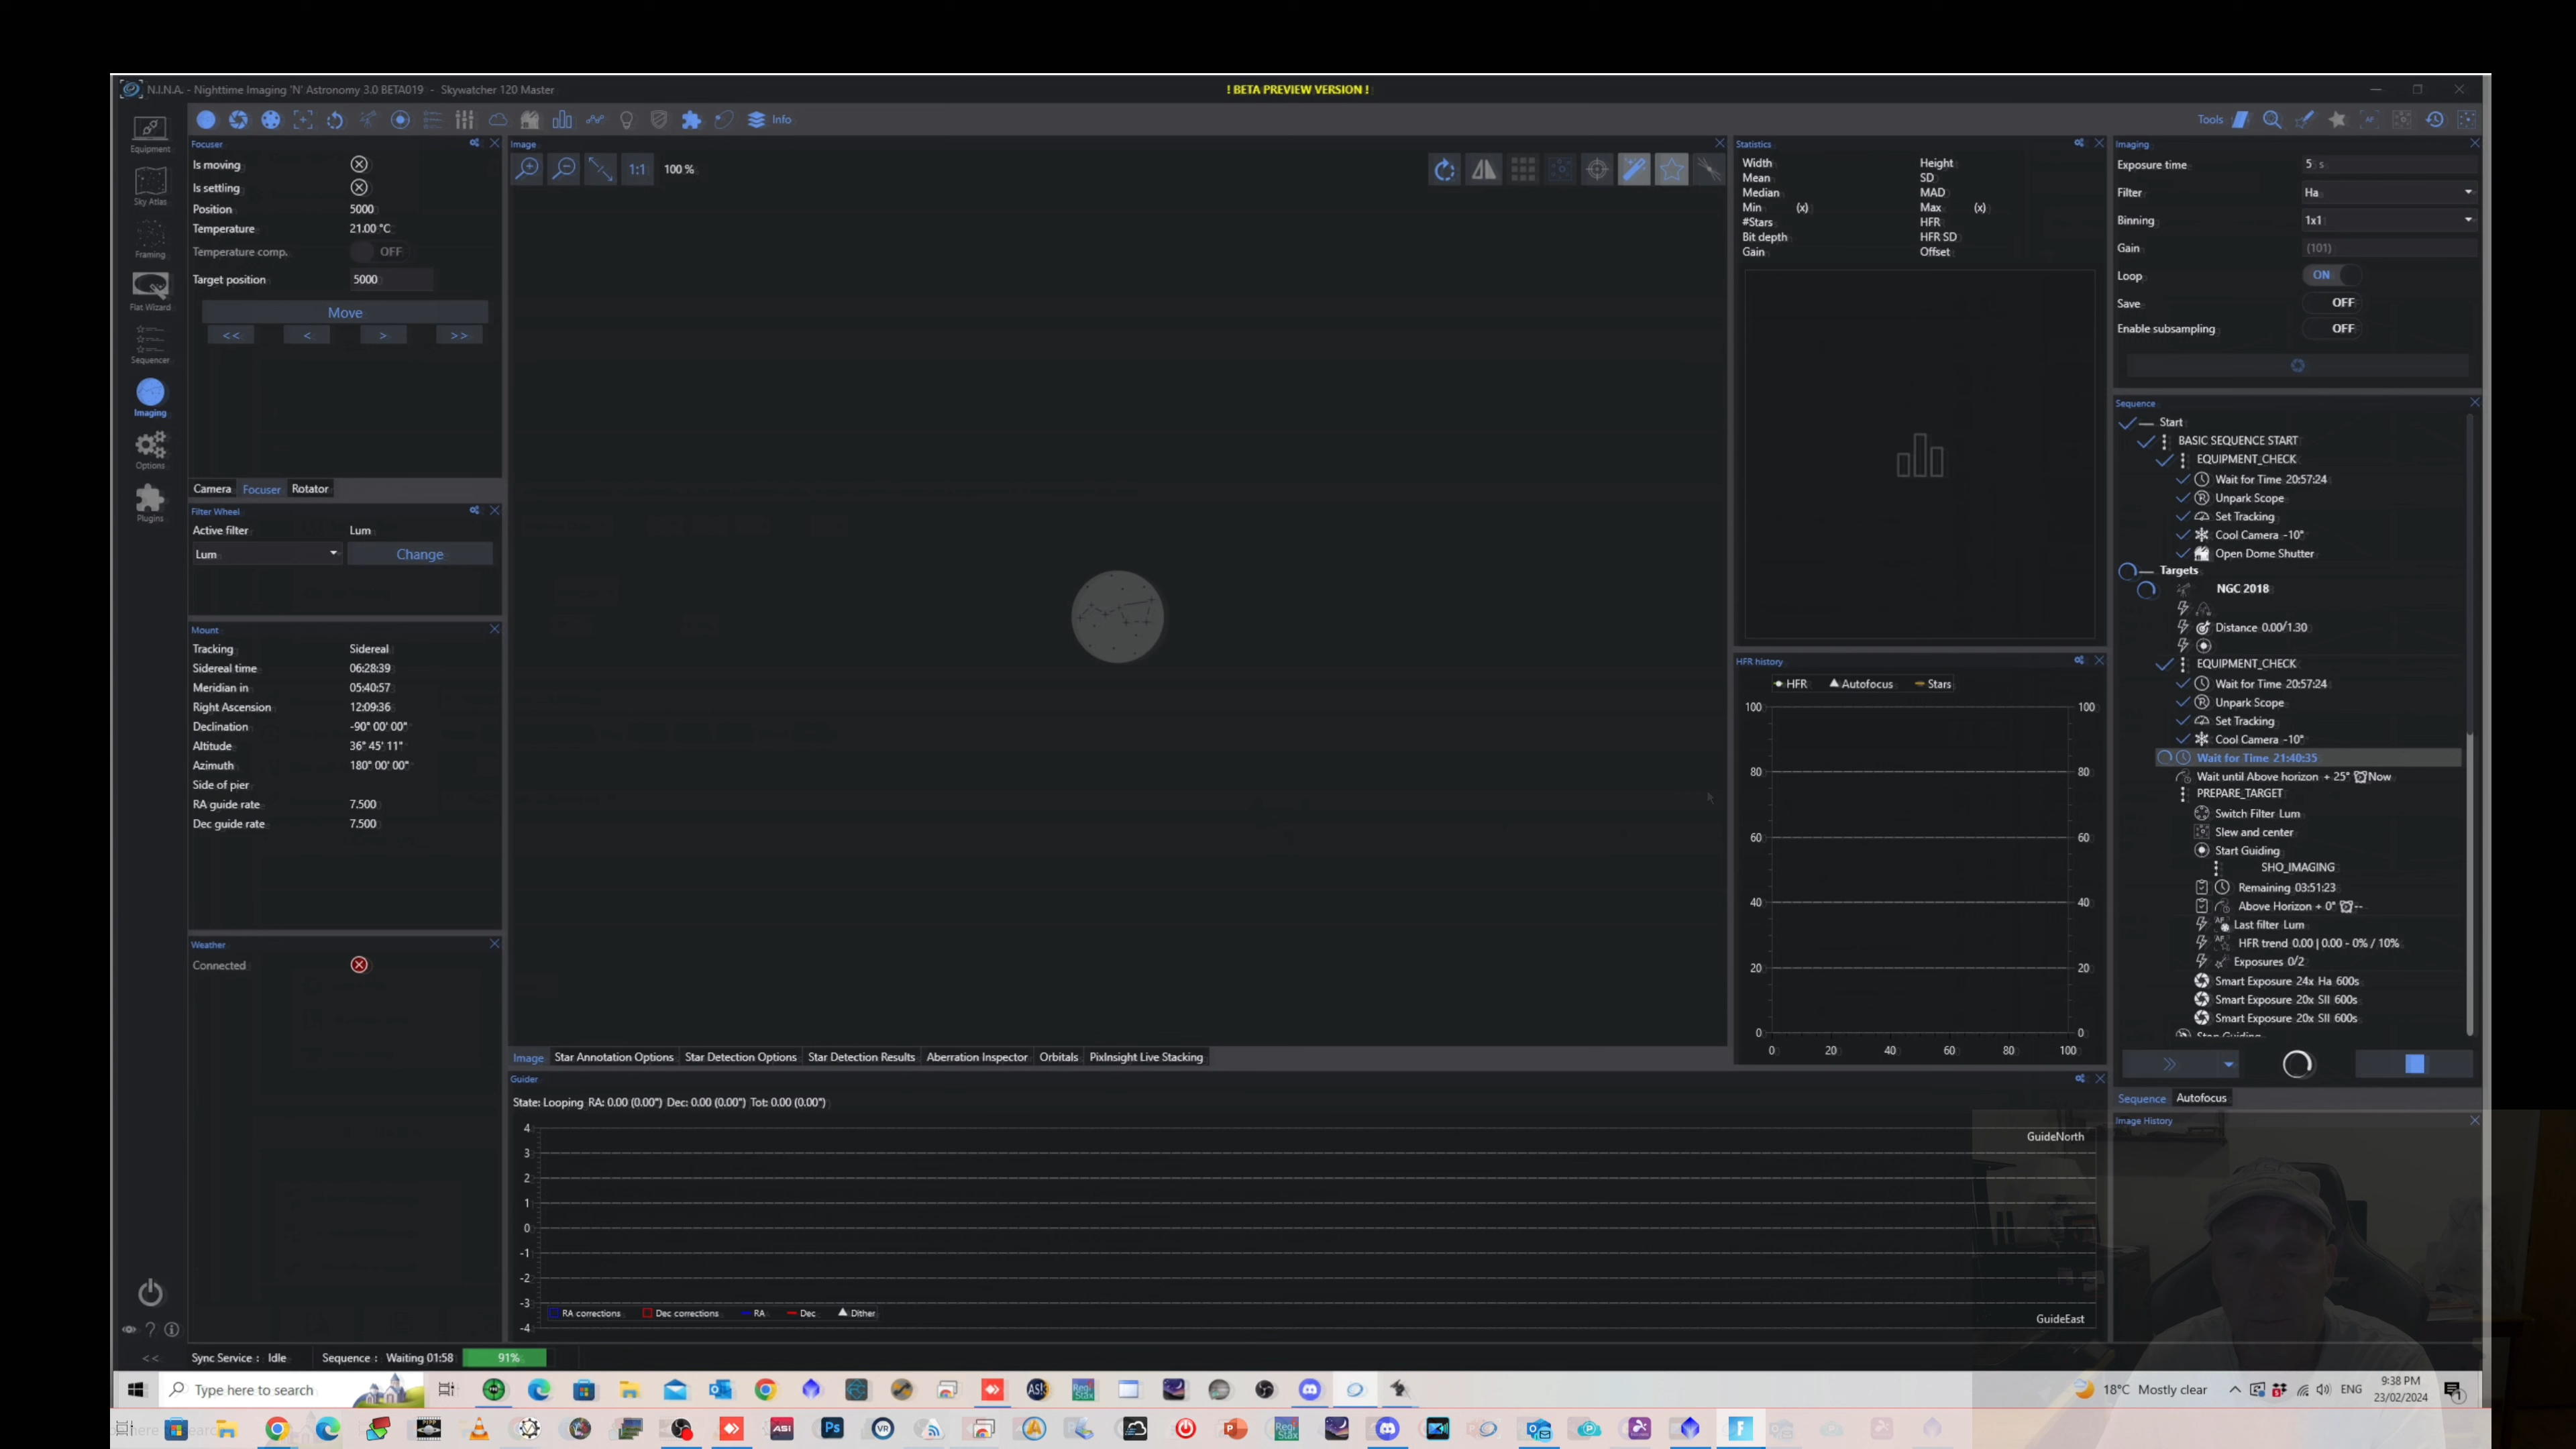 N.I.N.A. - Nighttime Imaging 'N' Astronomy 3.0 BETA019 - Skywatcher 120 Master
! BETA PREVIEW VERSION !
Info
Tools
Equipment
Sky Atlas
Framing
Flat Wizard
Sequencer
Imaging
Options
Plugins
Focuser
Is moving
Is settling
Position 5000
Temperature 21.00 °C
Temperature comp. OFF
Target position 5000
Move
<< < > >>
Camera Focuser Rotator
Filter Wheel
Active filter Lum
Lum Change
Mount
Tracking Sidereal
Sidereal time 06:28:39
Meridian in 05:40:57
Right Ascension 12:09:36
Declination -90° 00' 00"
Altitude 36° 45' 11"
Azimuth 180° 00' 00"
Side of pier
RA guide rate 7.500
Dec guide rate 7.500
Weather
Connected
Image
1:1 100 %
Image Star Annotation Options Star Detection Options Star Detection Results Aberration Inspector Orbitals PixInsight Live Stacking
Guider
State: Looping RA: 0.00 (0.00") Dec: 0.00 (0.00") Tot: 0.00 (0.00")
4
3
2
1
0
-1
-2
-3
-4
GuideNorth
GuideEast
RA corrections Dec corrections RA Dec Dither
Statistics
Width Height
Mean SD
Median MAD
Min (x) Max (x)
#Stars HFR
Bit depth HFR SD
Gain Offset
HFR history
HFR Autofocus Stars
100 100
80 80
60 60
40 40
20 20
0 0
0 20 40 60 80 100
Imaging
Exposure time 5 s
Filter Ha
Binning 1x1
Gain (101)
Loop ON
Save OFF
Enable subsampling OFF
Sequence
Start
BASIC SEQUENCE START
EQUIPMENT_CHECK
Wait for Time 20:57:24
Unpark Scope
Set Tracking
Cool Camera -10°
Open Dome Shutter
Targets
NGC 2018
Distance 0.00/1.30
EQUIPMENT_CHECK
Wait for Time 20:57:24
Unpark Scope
Set Tracking
Cool Camera -10°
Wait for Time 21:40:35
Wait until Above horizon + 25° Now
PREPARE_TARGET
Switch Filter Lum
Slew and center
Start Guiding
SHO_IMAGING
Remaining 03:51:23
Above Horizon + 0° --
Last filter Lum
HFR trend 0.00 | 0.00 - 0% / 10%
Exposures 0/2
Smart Exposure 24x Ha 600s
Smart Exposure 20x SII 600s
Smart Exposure 20x SII 600s
Sequence Autofocus
Image History
<< Sync Service : Idle Sequence : Waiting 01:58 91%
Type here to search
18°C Mostly clear
ENG
9:38 PM
23/02/2024